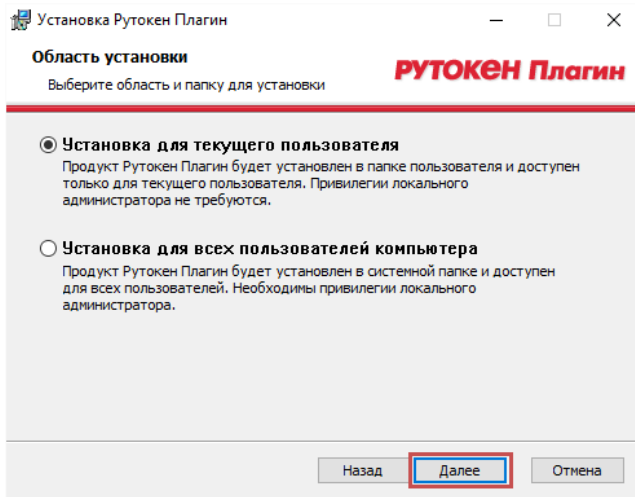 Установка Рутокен Плагин
Область установки
Выберите область и папку для установки
РУТОКЕН Плагин
Установка для текущего пользователя
Продукт Рутокен Плагин будет установлен в папке пользователя и доступен
только для текущего пользователя. Привилегии локального
администратора не требуются.
Установка для всех пользователей компьютера
Продукт Рутокен Плагин будет установлен в системной папке и доступен
для всех пользователей. Необходимы привилегии локального
администратора.
Назад Далее Отмена